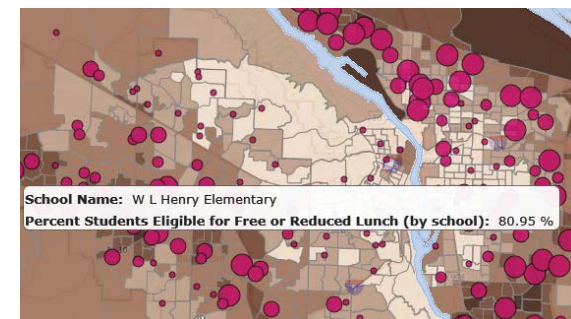 School Name: W L Henry Elementary
Percent Students Eligible for Free or Reduced Lunch (by school): 80.95 %